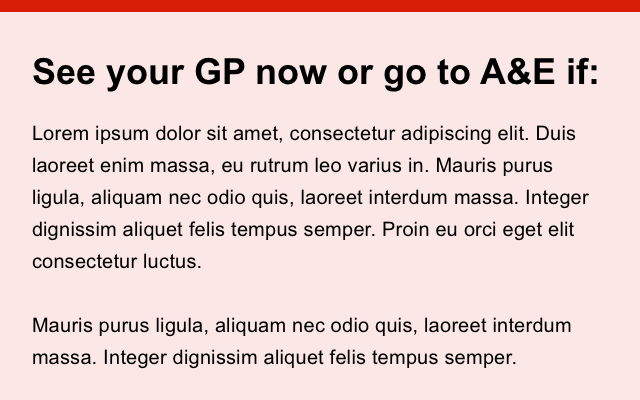 See your GP now or go to A&E if:
Lorem ipsum dolor sit amet, consectetur adipiscing elit. Duis
laoreet enim massa, eu rutrum leo varius in. Mauris purus
ligula, aliquam nec odio quis, laoreet interdum massa. Integer
dignissim aliquet felis tempus semper. Proin eu orci eget elit
consectetur luctus.
Mauris purus ligula, aliquam nec odio quis, laoreet interdum
massa. Integer dignissim aliquet felis tempus semper.